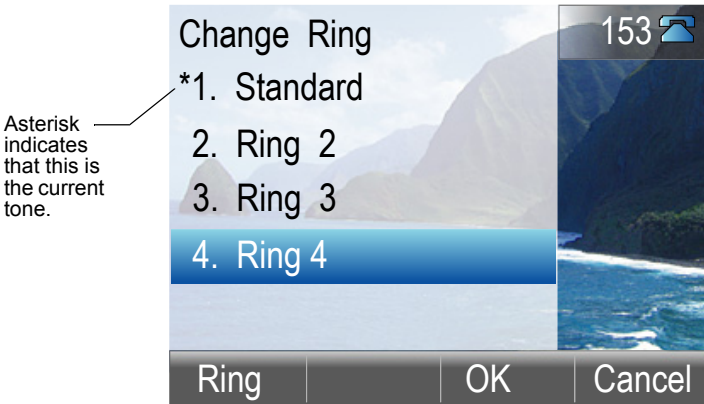 Change Ring
153
*1. Standard
2. Ring 2
3. Ring 3
4. Ring 4
Asterisk
indicates
that this is
the current
tone.
Ring
OK
Cancel